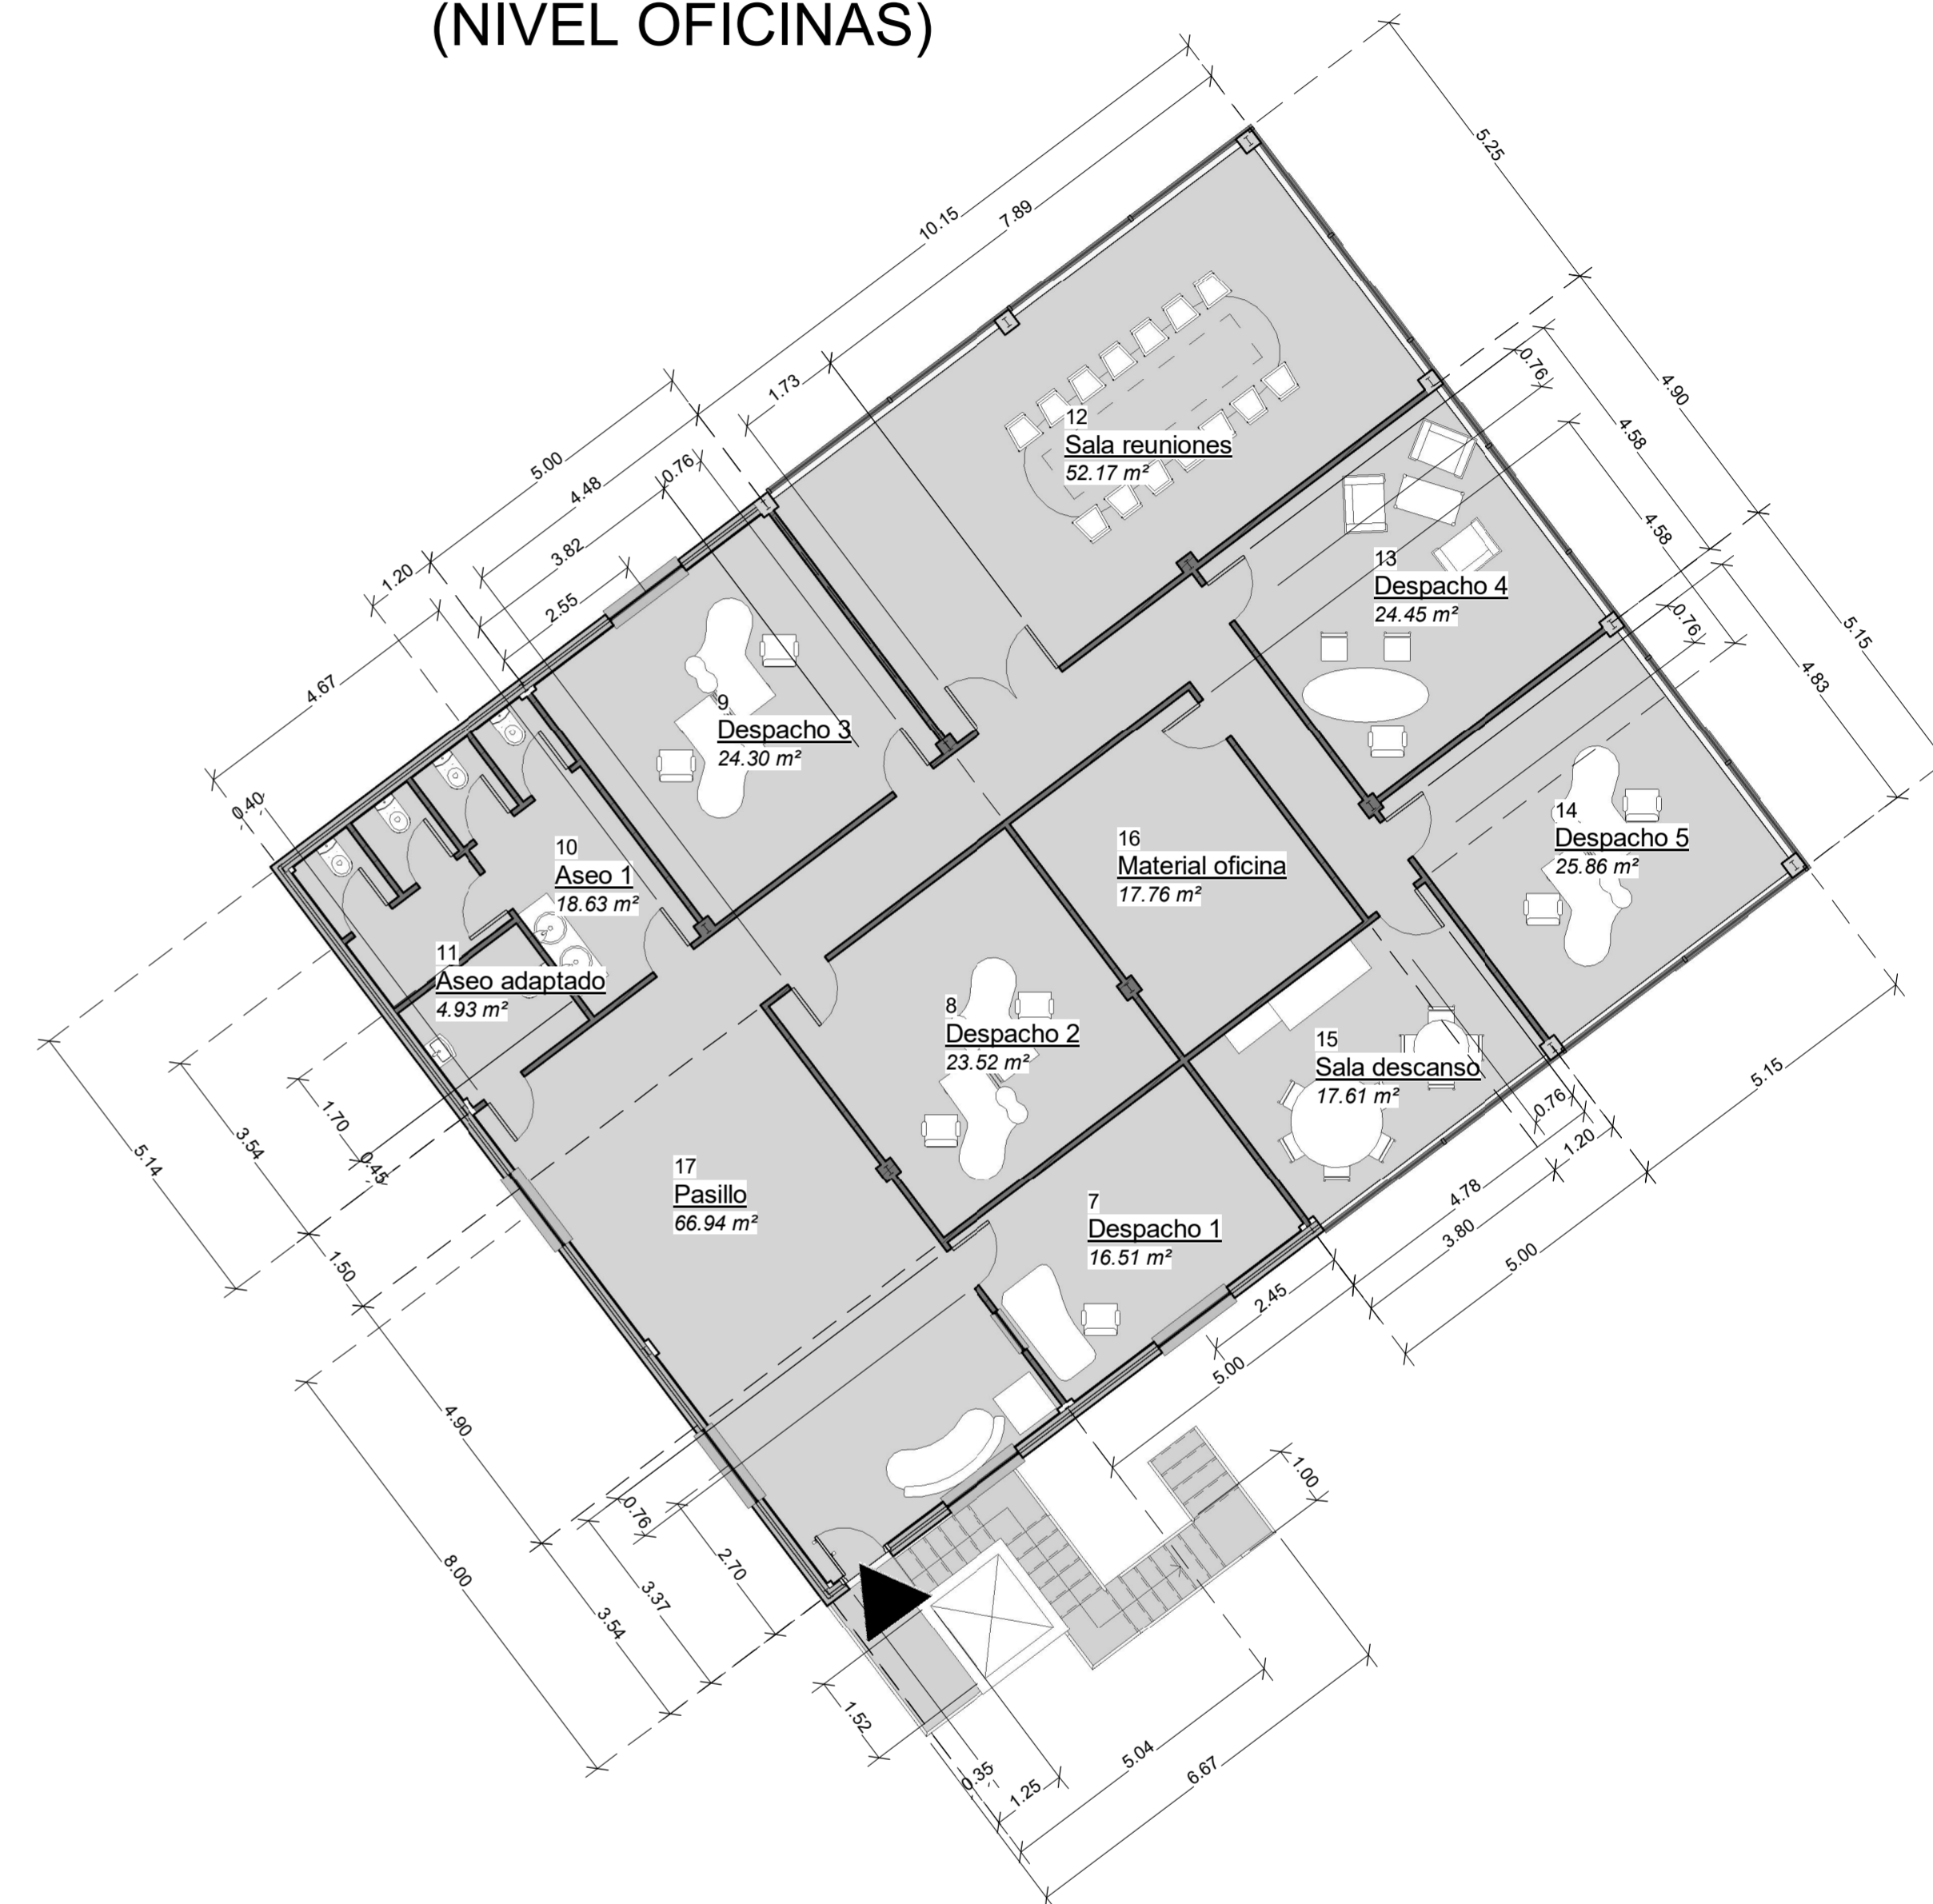 (NIVEL OFICINAS)
5.25
10.15
7.89
4.90
0.76
4.58
1.73
5.00
4.48
0.76
3.82
1.20
2.55
4.67
0.40
12
Sala reuniones
52.17 m²
4.58
13
Despacho 4
24.45 m²
5.15
0.76
4.83
9
Despacho 3
24.30 m²
14
Despacho 5
25.86 m²
10
Aseo 1
18.63 m²
16
Material oficina
17.76 m²
11
Aseo adaptado
4.93 m²
8
Despacho 2
23.52 m²
15
Sala descanso
17.61 m²
5.14
3.54
1.70
0.45
17
Pasillo
66.94 m²
7
Despacho 1
16.51 m²
5.15
0.76
1.20
4.78
3.80
5.00
2.45
5.00
1.50
4.90
8.00
0.76
2.70
3.37
3.54
1.00
1.52
0.35
1.25
5.04
6.67